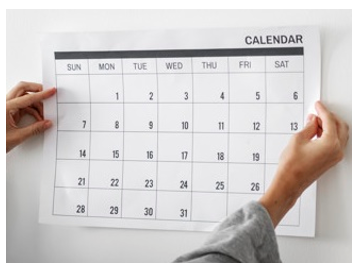 CALENDAR
SUN MON TUE WED THU FRI SAT
1 2 3 4 5 6
7 8 9 10 11 12 13
14 15 16 17 18 19
21 22 23 24 25 26
28 29 30 31